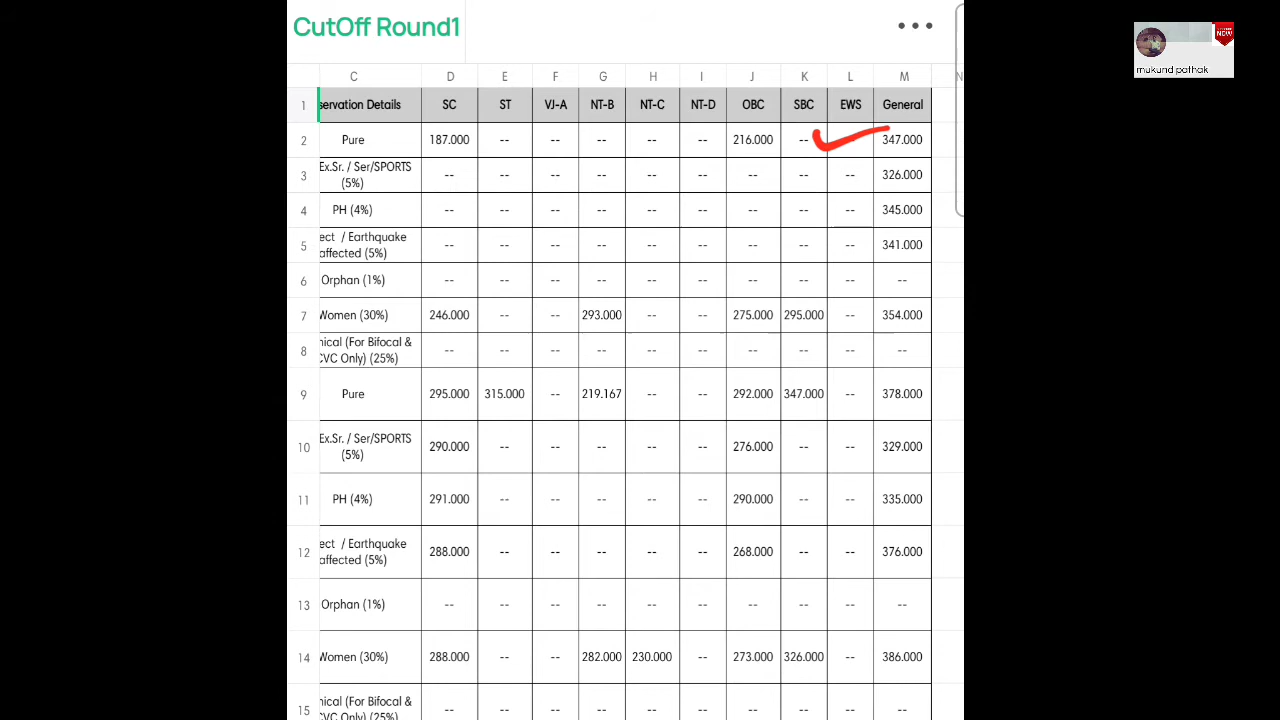 CutOff Round1
mukund pathak
C D E F G H I J K L M N
1 servation Details SC ST VJ-A NT-B NT-C NT-D OBC SBC EWS General
2 Pure 187.000 -- -- -- -- -- 216.000 -- -- 347.000
3 Ex.Sr. / Ser/SPORTS (5%) -- -- -- -- -- -- -- -- -- 326.000
4 PH (4%) -- -- -- -- -- -- -- -- -- 345.000
5 ect / Earthquake affected (5%) -- -- -- -- -- -- -- -- -- 341.000
6 Orphan (1%) -- -- -- -- -- -- -- -- -- --
7 Women (30%) 246.000 -- -- 293.000 -- -- 275.000 295.000 -- 354.000
8 nical (For Bifocal & CVC Only) (25%) -- -- -- -- -- -- -- -- -- --
9 Pure 295.000 315.000 -- 219.167 -- -- 292.000 347.000 -- 378.000
10 Ex.Sr. / Ser/SPORTS (5%) 290.000 -- -- -- -- -- 276.000 -- -- 329.000
11 PH (4%) 291.000 -- -- -- -- -- 290.000 -- -- 335.000
12 ect / Earthquake affected (5%) 288.000 -- -- -- -- -- 268.000 -- -- 376.000
13 Orphan (1%) -- -- -- -- -- -- -- -- -- --
14 Women (30%) 288.000 -- -- 282.000 230.000 -- 273.000 326.000 -- 386.000
15 nical (For Bifocal & CVC Only) (25%) -- -- -- -- -- -- -- -- -- --